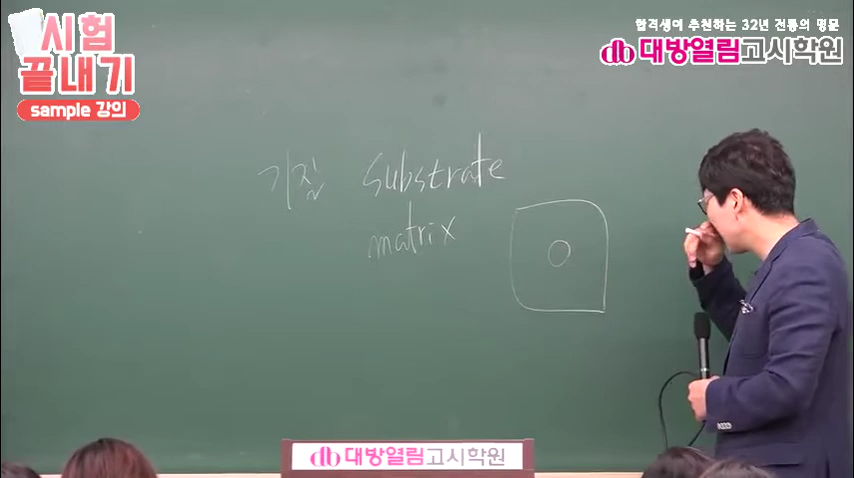 시험
끝내기
sample 강의
합격생이 추천하는 32년 전통의 명문
db 대방열림고시학원
기질 substrate
matrix
db 대방열림고시학원